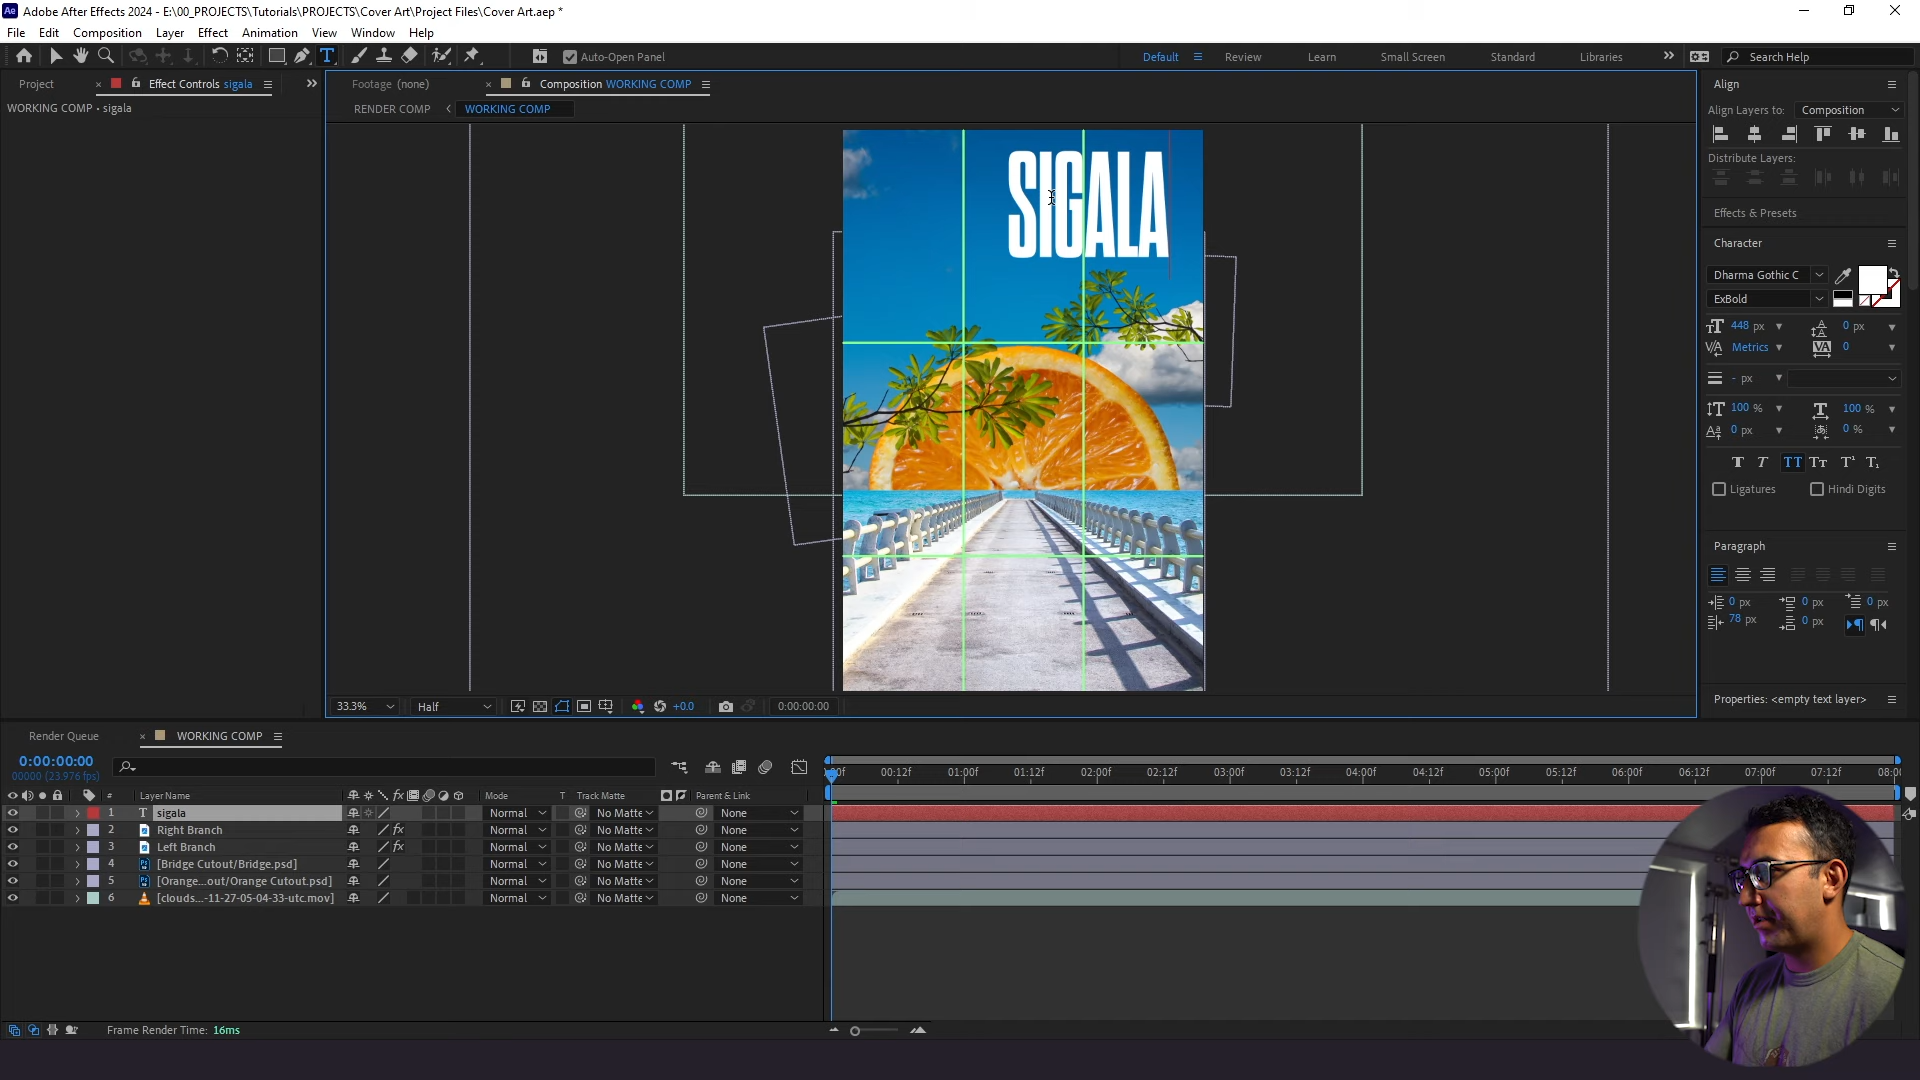 Adobe After Effects 2024 - E:\00_PROJECTS\Tutorials\PROJECTS\Cover Art\Project Files\Cover Art.aep *
File Edit Composition Layer Effect Animation View Window Help
Auto-Open Panel
Default Review Learn Small Screen Standard Libraries Search Help
Project Effect Controls sigala
WORKING COMP • sigala
Footage (none) Composition WORKING COMP
RENDER COMP WORKING COMP
SIGALA
33.3% Half +0.0 0:00:00:00
Align
Align Layers to: Composition
Distribute Layers:
Effects & Presets
Character
Dharma Gothic C
ExBold
448 px 0 px
Metrics 0
- px
100 % 100 %
0 px 0 %
Ligatures Hindi Digits
Paragraph
0 px 0 px 0 px
78 px 0 px
Properties: <empty text layer>
Render Queue WORKING COMP
0:00:00:00
00000 (23.976 fps)
# Layer Name Mode T Track Matte Parent & Link
1 sigala Normal No Matte None
2 Right Branch Normal No Matte None
3 Left Branch Normal No Matte None
4 [Bridge Cutout/Bridge.psd] Normal No Matte None
5 [Orange...out/Orange Cutout.psd] Normal No Matte None
6 [clouds...-11-27-05-04-33-utc.mov] Normal No Matte None
:00f 00:12f 01:00f 01:12f 02:00f 02:12f 03:00f 03:12f 04:00f 04:12f 05:00f 05:12f 06:00f 06:12f 07:00f 07:12f 08:00
Frame Render Time: 16ms